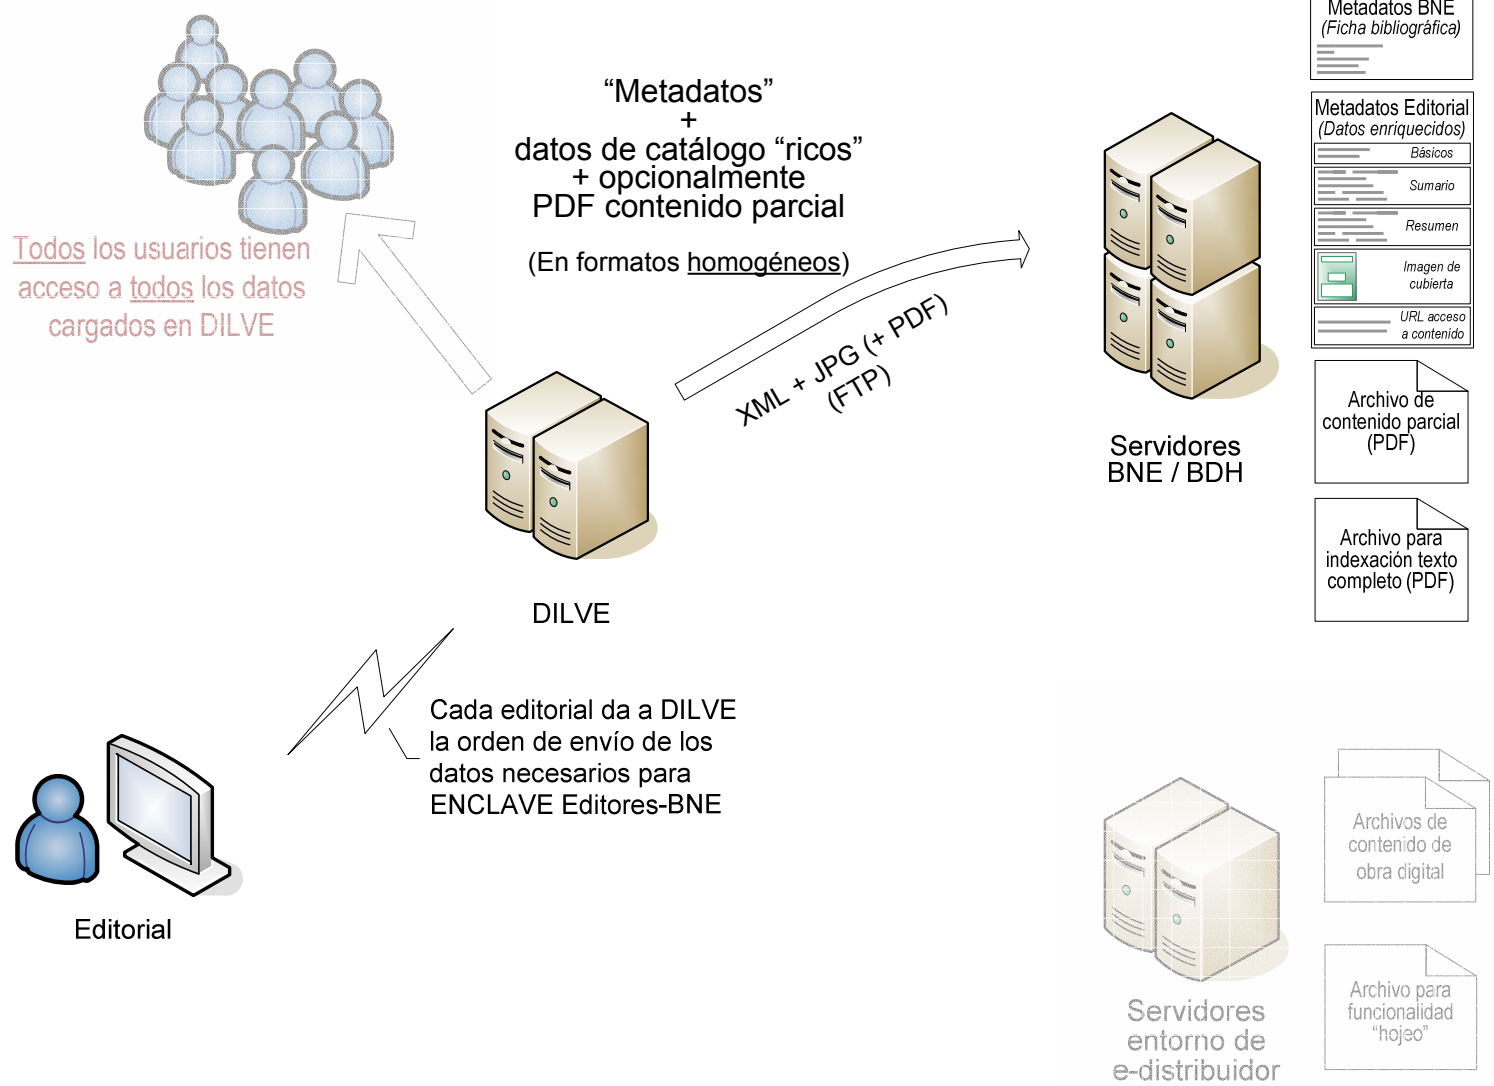 Metadatos BNE
(Ficha bibliográfica)
“Metadatos”
+
datos de catálogo “ricos”
+ opcionalmente
PDF contenido parcial
(En formatos homogéneos)
Metadatos Editorial
(Datos enriquecidos)
Básicos
Sumario
Resumen
Imagen de
cubierta
URL acceso
a contenido
Todos los usuarios tienen
acceso a todos los datos
cargados en DILVE
XML + JPG (+ PDF)
(FTP)
Servidores
BNE / BDH
Archivo de
contenido parcial
(PDF)
Archivo para
indexación texto
completo (PDF)
DILVE
Cada editorial da a DILVE
la orden de envío de los
datos necesarios para
ENCLAVE Editores-BNE
Editorial
Archivos de
contenido de
obra digital
Servidores
entorno de
e-distribuidor
Archivo para
funcionalidad
“hojeo”